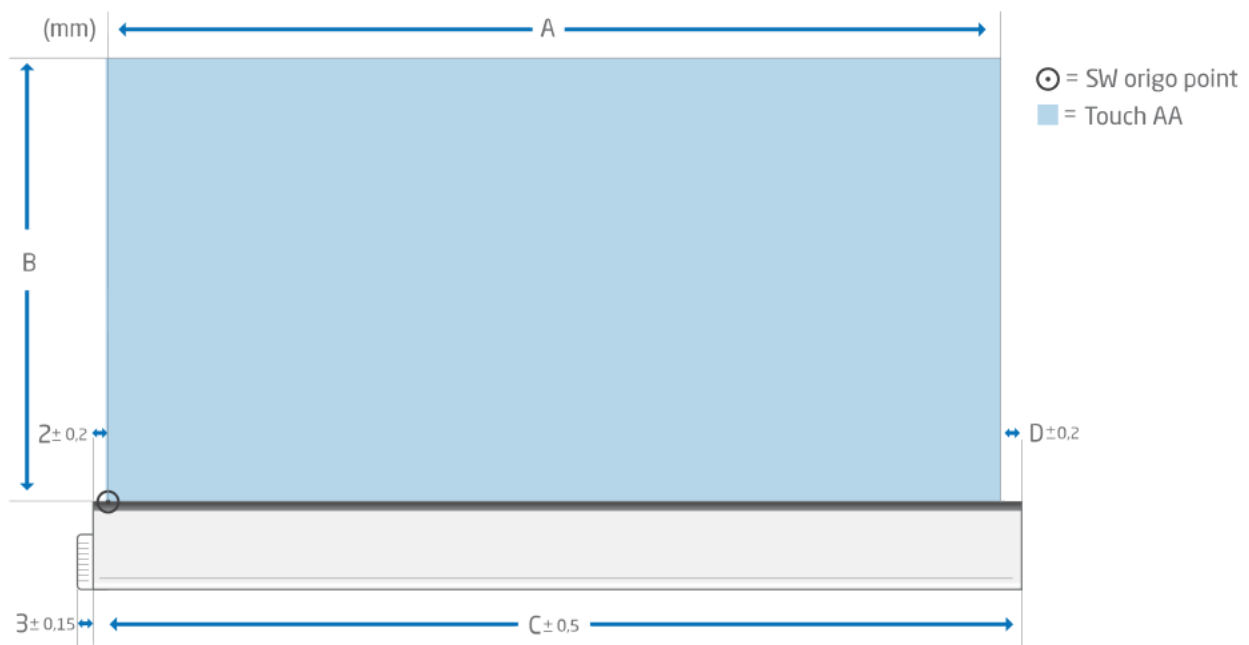 (mm)
A
= SW origo point
= Touch AA
B
2± 0,2
D±0,2
3± 0,15
C± 0,5